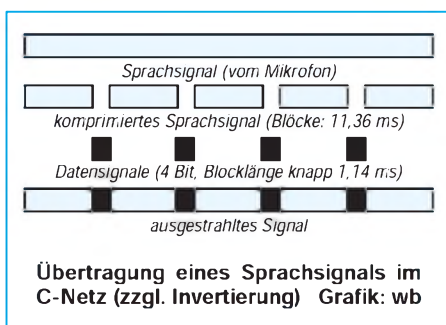 Sprachsignal (vom Mikrofon)
komprimiertes Sprachsignal (Blöcke: 11,36 ms)
Datensignale (4 Bit, Blocklänge knapp 1,14 ms)
ausgestrahltes Signal
Übertragung eines Sprachsignals im
C-Netz (zzgl. Invertierung) Grafik: wb